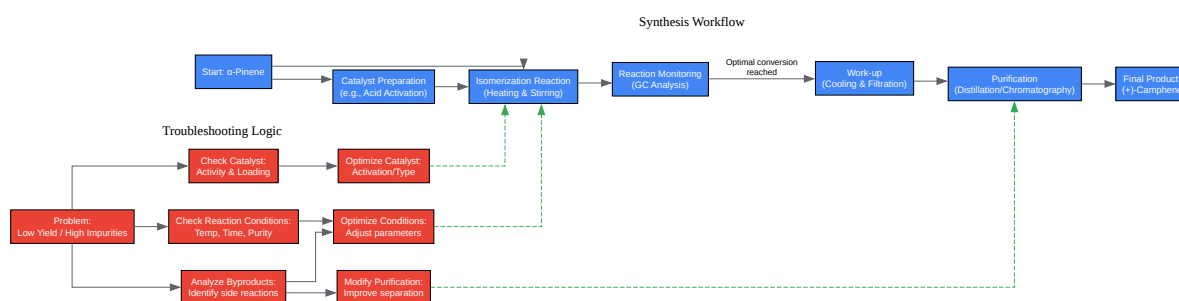 Synthesis Workflow
Start: α-Pinene
Catalyst Preparation
(e.g., Acid Activation)
Isomerization Reaction
(Heating & Stirring)
Reaction Monitoring
(GC Analysis)
Optimal conversion
reached
Work-up
(Cooling & Filtration)
Purification
(Distillation/Chromatography)
Final Product
(+)-Camphene
Troubleshooting Logic
Check Catalyst:
Activity & Loading
Optimize Catalyst:
Activation/Type
Problem:
Low Yield / High Impurities
Check Reaction Conditions:
Temp, Time, Purity
Optimize Conditions:
Adjust parameters
Analyze Byproducts:
Identify side reactions
Modify Purification:
Improve separation